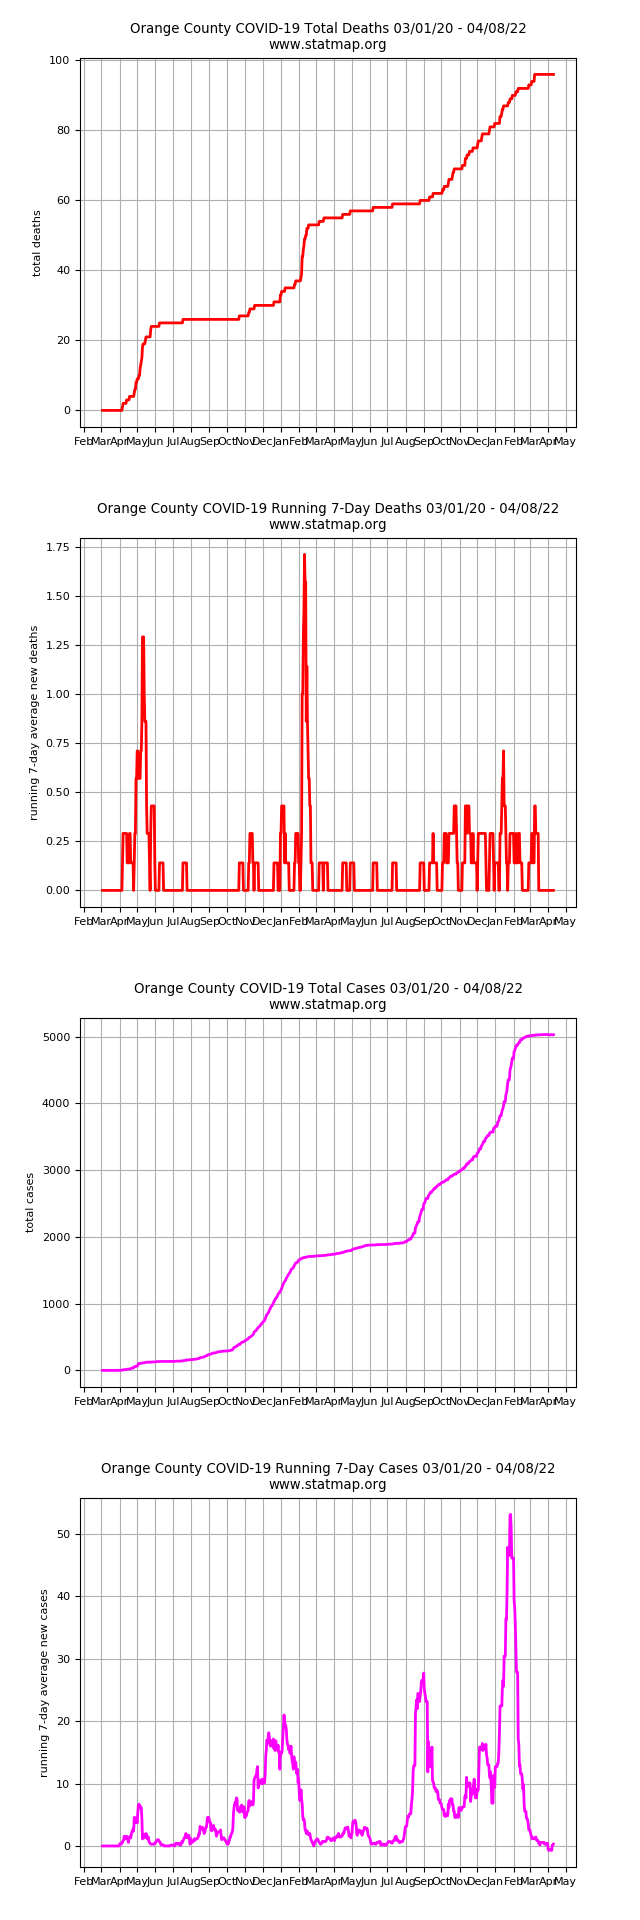 Orange County COVID-19 Total Deaths 03/01/20 - 04/08/22
www.statmap.org
100
80
60
40
20
0
total deaths
Feb Mar Apr May Jun Jul Aug Sep Oct Nov Dec Jan Feb Mar Apr May Jun Jul Aug Sep Oct Nov Dec Jan Feb Mar Apr May
Orange County COVID-19 Running 7-Day Deaths 03/01/20 - 04/08/22
www.statmap.org
1.75
1.50
1.25
1.00
0.75
0.50
0.25
0.00
running 7-day average new deaths
Feb Mar Apr May Jun Jul Aug Sep Oct Nov Dec Jan Feb Mar Apr May Jun Jul Aug Sep Oct Nov Dec Jan Feb Mar Apr May
Orange County COVID-19 Total Cases 03/01/20 - 04/08/22
www.statmap.org
5000
4000
3000
2000
1000
0
total cases
Feb Mar Apr May Jun Jul Aug Sep Oct Nov Dec Jan Feb Mar Apr May Jun Jul Aug Sep Oct Nov Dec Jan Feb Mar Apr May
Orange County COVID-19 Running 7-Day Cases 03/01/20 - 04/08/22
www.statmap.org
50
40
30
20
10
0
running 7-day average new cases
Feb Mar Apr May Jun Jul Aug Sep Oct Nov Dec Jan Feb Mar Apr May Jun Jul Aug Sep Oct Nov Dec Jan Feb Mar Apr May